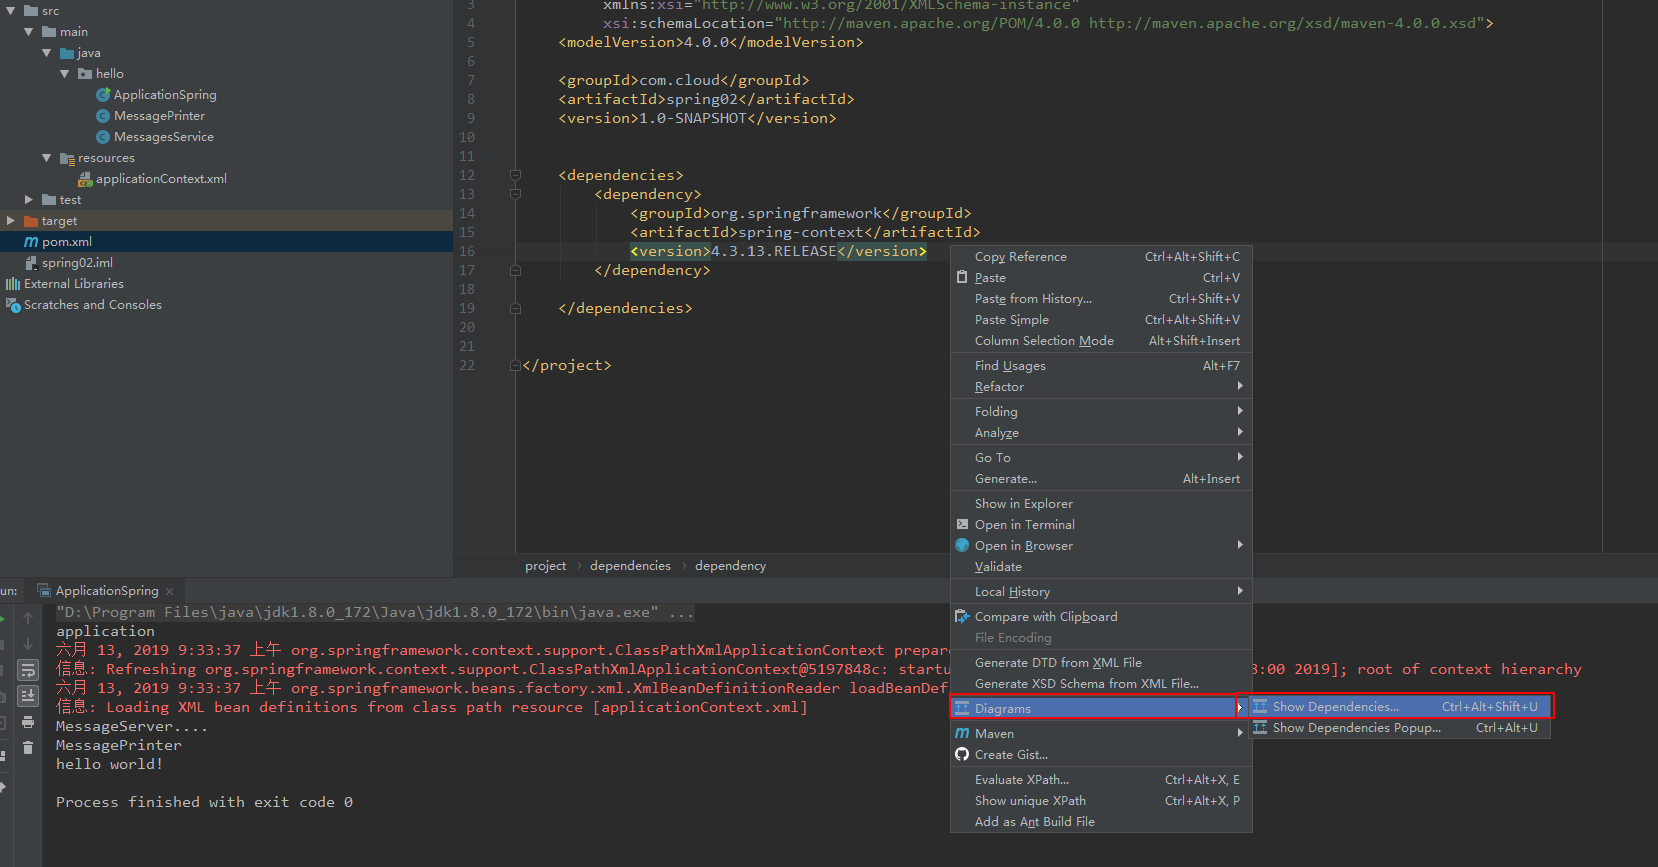 src
main
java
hello
ApplicationSpring
MessagePrinter
MessagesService
resources
applicationContext.xml
test
target
pom.xml
spring02.iml
External Libraries
Scratches and Consoles
3 xmlns:xsi="http://www.w3.org/2001/XMLSchema-instance"
4 xsi:schemaLocation="http://maven.apache.org/POM/4.0.0 http://maven.apache.org/xsd/maven-4.0.0.xsd">
5 <modelVersion>4.0.0</modelVersion>
6
7 <groupId>com.cloud</groupId>
8 <artifactId>spring02</artifactId>
9 <version>1.0-SNAPSHOT</version>
10
11
12 <dependencies>
13 <dependency>
14 <groupId>org.springframework</groupId>
15 <artifactId>spring-context</artifactId>
16 <version>4.3.13.RELEASE</version>
17 </dependency>
18
19 </dependencies>
20
21
22 </project>
project › dependencies › dependency
Copy Reference Ctrl+Alt+Shift+C
Paste Ctrl+V
Paste from History... Ctrl+Shift+V
Paste Simple Ctrl+Alt+Shift+V
Column Selection Mode Alt+Shift+Insert
Find Usages Alt+F7
Refactor
Folding
Analyze
Go To
Generate... Alt+Insert
Show in Explorer
Open in Terminal
Open in Browser
Validate
Local History
Compare with Clipboard
File Encoding
Generate DTD from XML File
Generate XSD Schema from XML File...
Diagrams
Maven
Create Gist...
Evaluate XPath... Ctrl+Alt+X, E
Show unique XPath Ctrl+Alt+X, P
Add as Ant Build File
Show Dependencies... Ctrl+Alt+Shift+U
Show Dependencies Popup... Ctrl+Alt+U
un: ApplicationSpring
"D:\Program Files\java\jdk1.8.0_172\Java\jdk1.8.0_172\bin\java.exe" ...
application
六月 13, 2019 9:33:37 上午 org.springframework.context.support.ClassPathXmlApplicationContext prepar
信息: Refreshing org.springframework.context.support.ClassPathXmlApplicationContext@5197848c: startu 3:00 2019]; root of context hierarchy
六月 13, 2019 9:33:37 上午 org.springframework.beans.factory.xml.XmlBeanDefinitionReader loadBeanDef
信息: Loading XML bean definitions from class path resource [applicationContext.xml]
MessageServer....
MessagePrinter
hello world!
Process finished with exit code 0